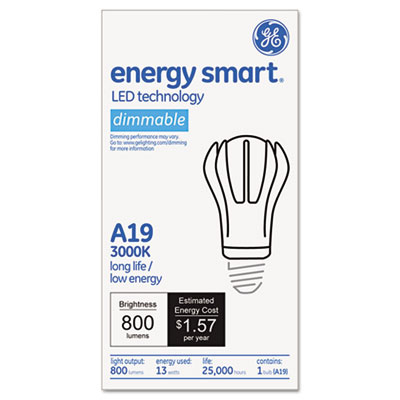 GE
energy smart®
LED technology
dimmable
Dimming performance may vary.
Go to: www.gelighting.com/dimming
for more information
A19
3000K
long life/
low energy
Brightness
800
lumens
Estimated
Energy Cost
$1.57
per year
light output: energy used: life: contains:
800 lumens 13 watts 25,000 hours 1 bulb (A19)